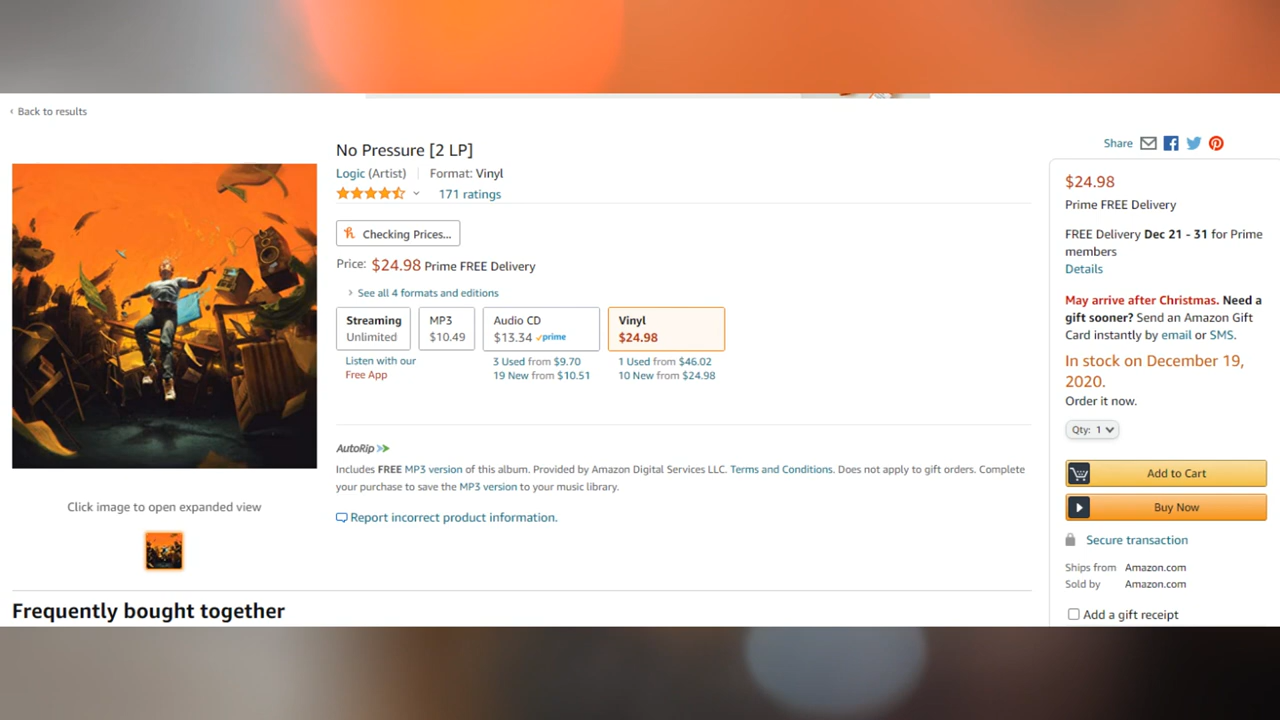 ‹ Back to results
No Pressure [2 LP]
Logic (Artist) Format: Vinyl
171 ratings
Checking Prices...
Price: $24.98 Prime FREE Delivery
› See all 4 formats and editions
Streaming
Unlimited
MP3
$10.49
Audio CD
$13.34 prime
Vinyl
$24.98
Listen with our
Free App
3 Used from $9.70
19 New from $10.51
1 Used from $46.02
10 New from $24.98
AutoRip
Includes FREE MP3 version of this album. Provided by Amazon Digital Services LLC. Terms and Conditions. Does not apply to gift orders. Complete
your purchase to save the MP3 version to your music library.
Report incorrect product information.
Click image to open expanded view
Frequently bought together
Share
$24.98
Prime FREE Delivery
FREE Delivery Dec 21 - 31 for Prime
members
Details
May arrive after Christmas. Need a
gift sooner? Send an Amazon Gift
Card instantly by email or SMS.
In stock on December 19,
2020.
Order it now.
Qty: 1
Add to Cart
Buy Now
Secure transaction
Ships from Amazon.com
Sold by Amazon.com
Add a gift receipt